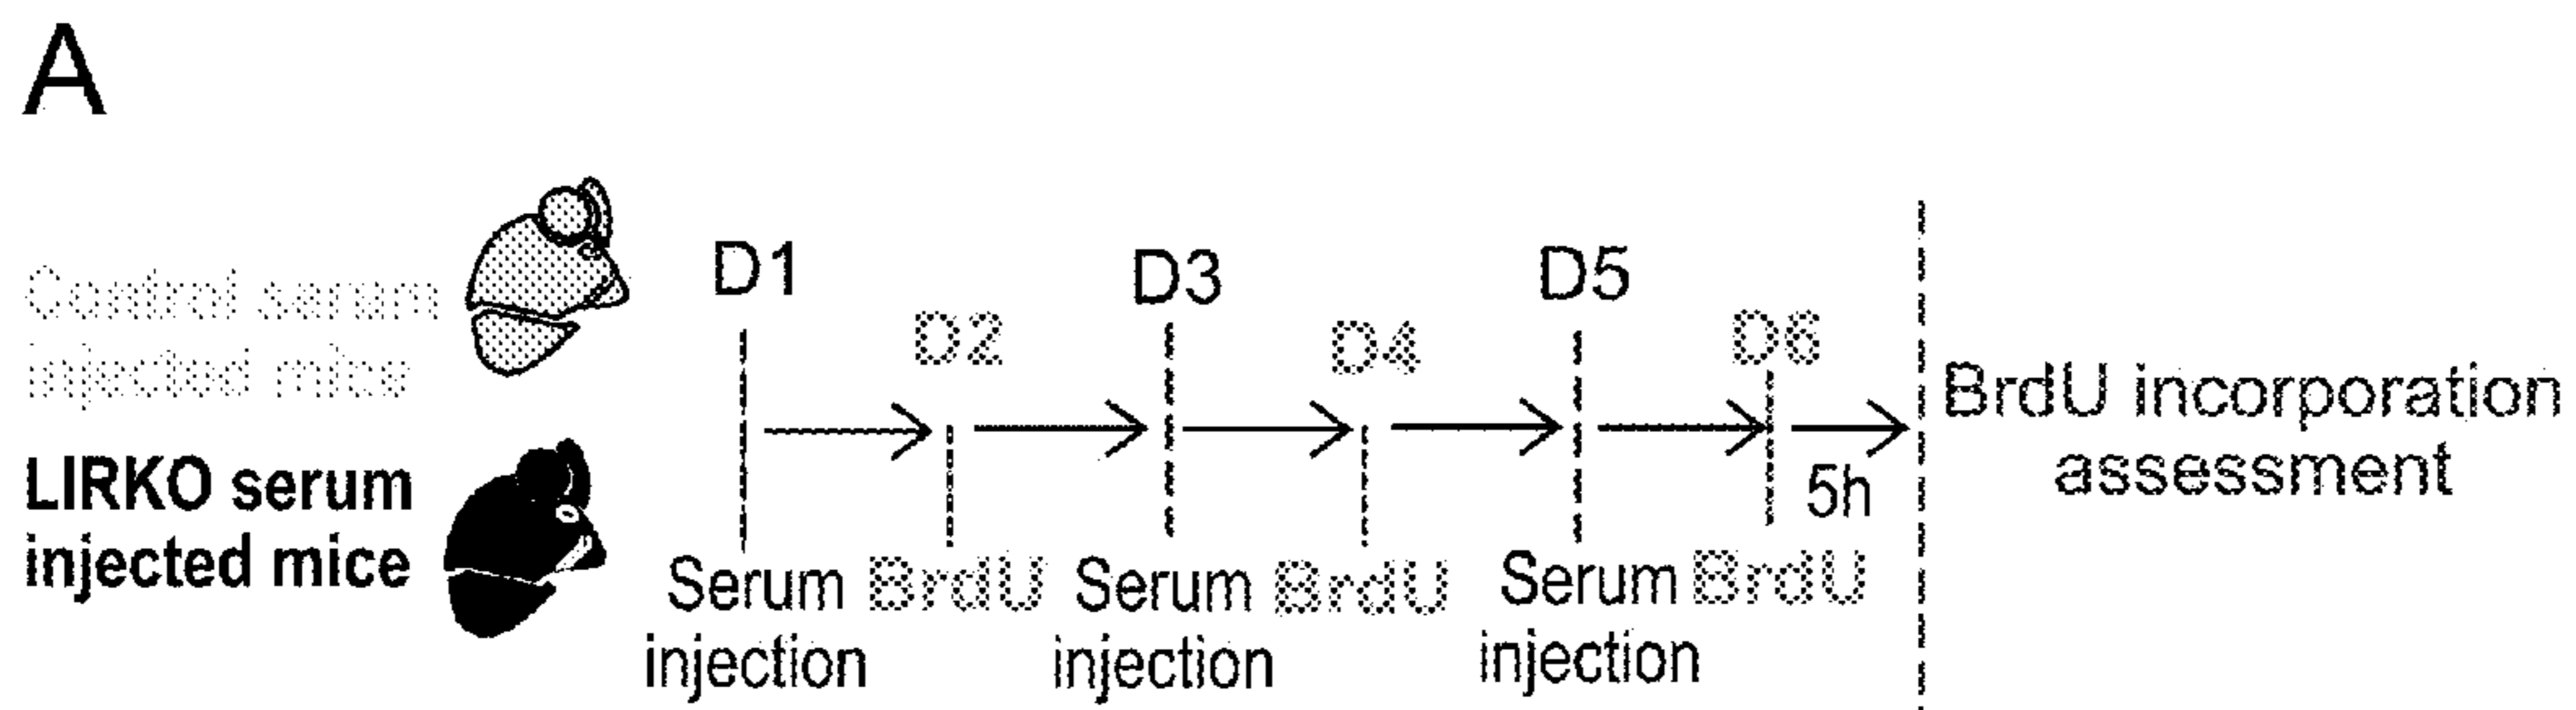 A
Control serum
injected mice
LIRKO serum
injected mice
D1
D2
D3
D4
D5
D6
5h
Serum
injection
BrdU
Serum
injection
BrdU
Serum
injection
BrdU
BrdU incorporation
assessment